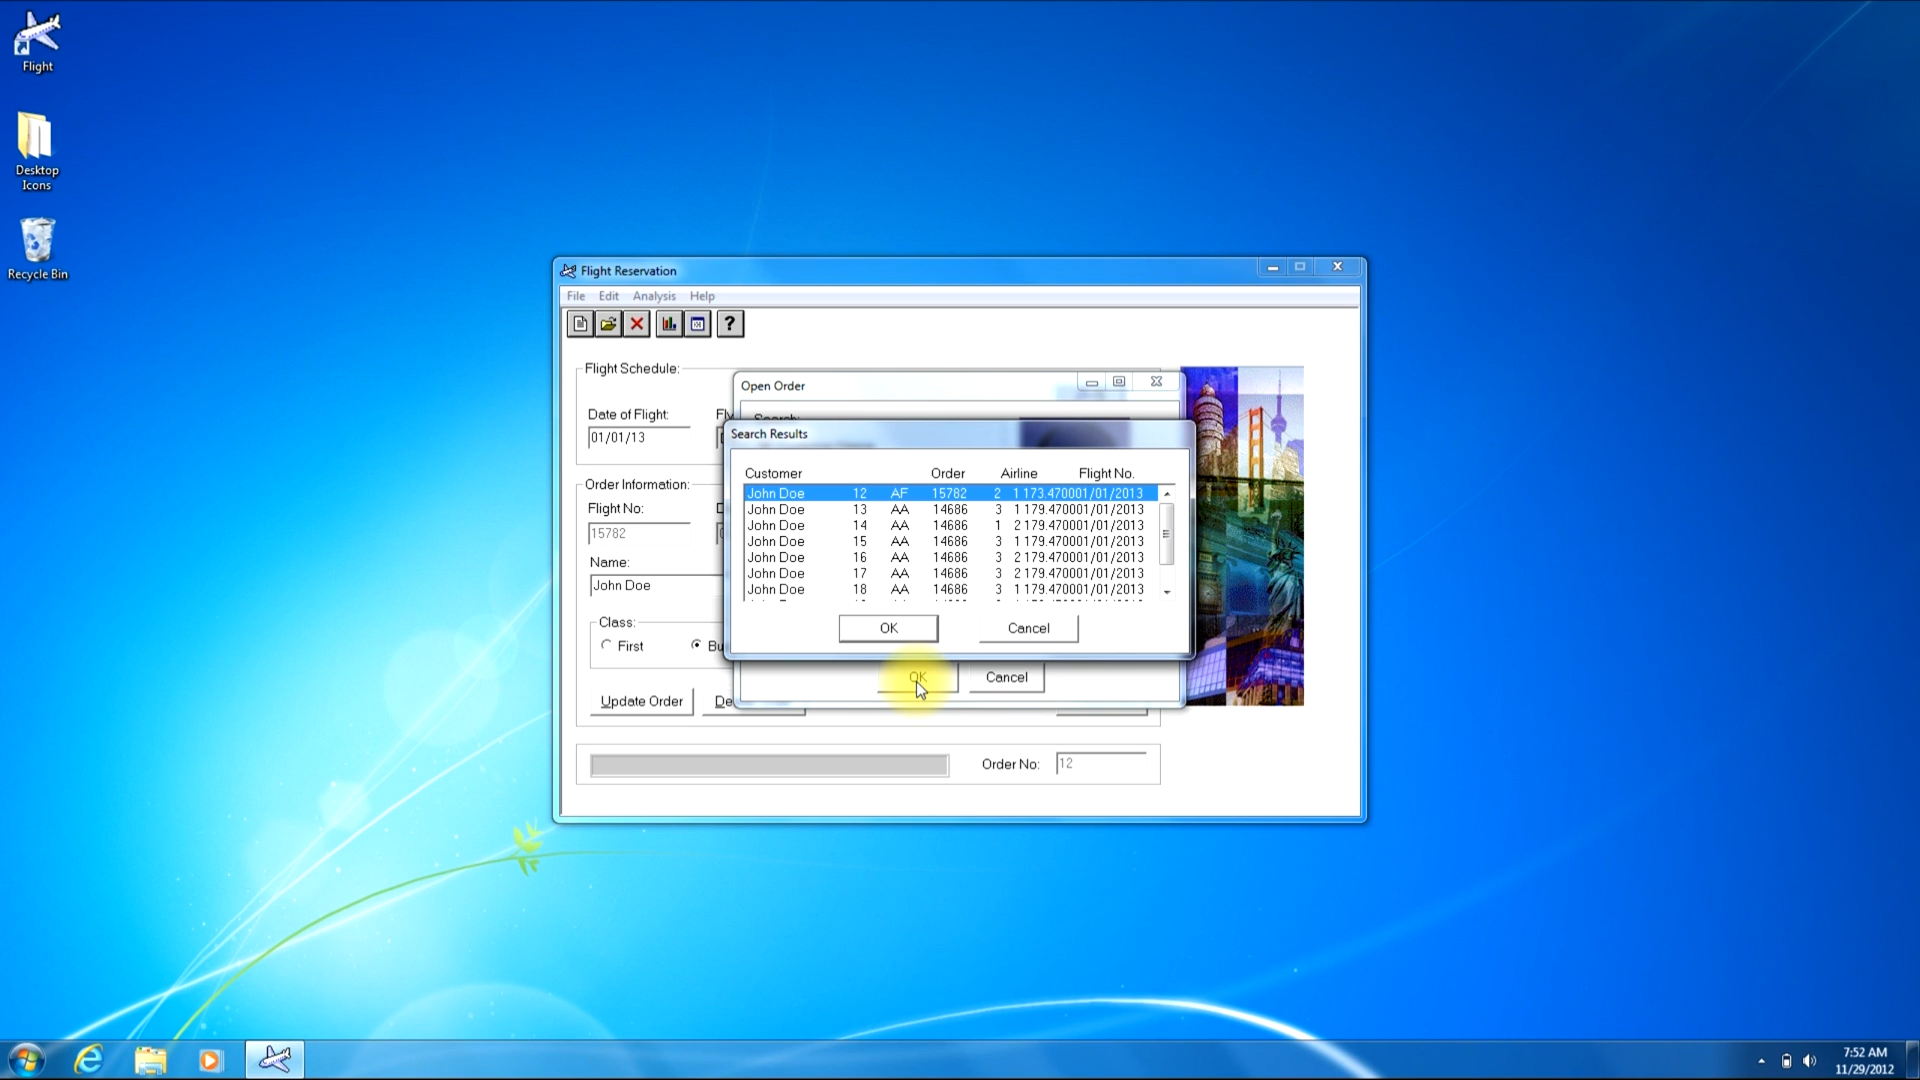 Flight
Desktop
Icons
Recycle Bin
Flight Reservation
File Edit Analysis Help
Flight Schedule:
Open Order
Date of Flight:
01/01/13
Search Results
Customer Order Airline Flight No.
John Doe 12 AF 15782 2 1 173.470001/01/2013
John Doe 13 AA 14686 3 1 179.470001/01/2013
John Doe 14 AA 14686 1 2 179.470001/01/2013
John Doe 15 AA 14686 3 1 179.470001/01/2013
John Doe 16 AA 14686 3 2 179.470001/01/2013
John Doe 17 AA 14686 3 2 179.470001/01/2013
John Doe 18 AA 14686 3 1 179.470001/01/2013
OK Cancel
Order Information:
Flight No:
15782
Name:
John Doe
Class:
First Bu
OK Cancel
Update Order De
Order No: 12
7:52 AM
11/29/2012